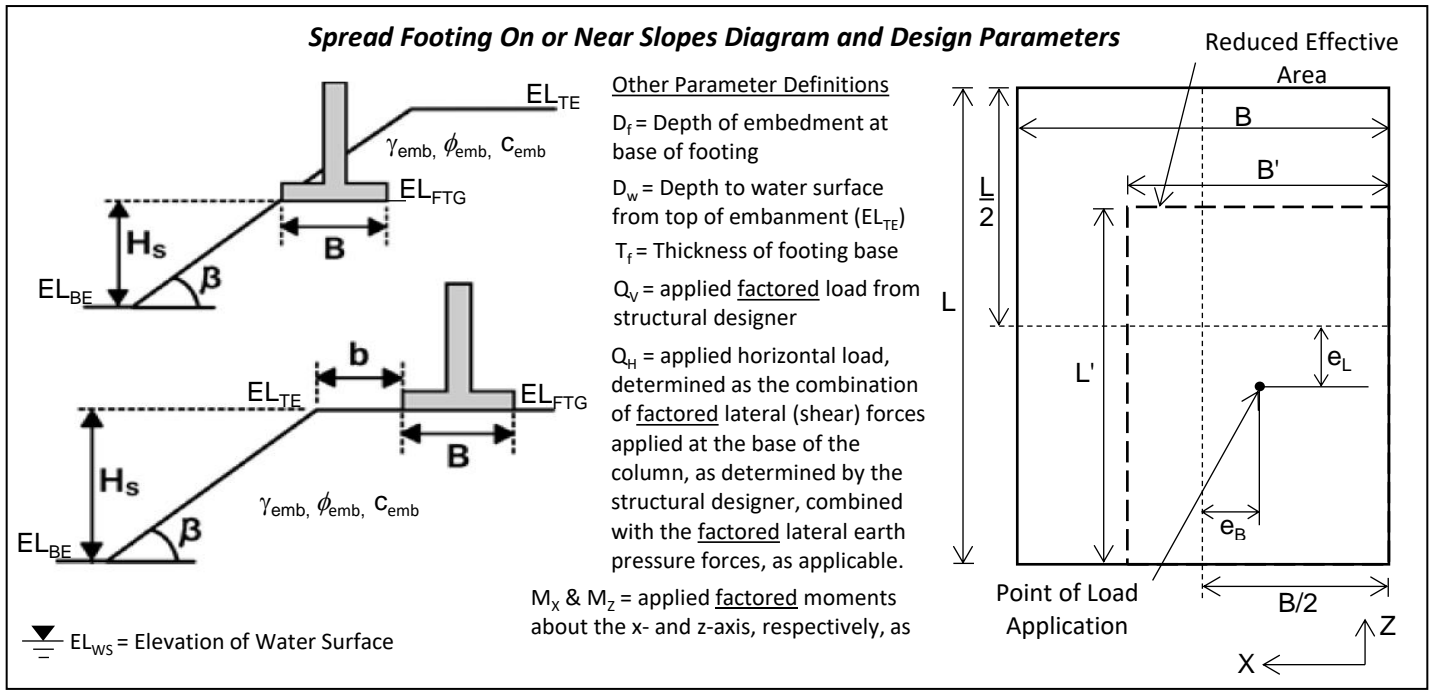 Spread Footing On or Near Slopes Diagram and Design Parameters
EL_TE
γ_emb, ϕ_emb, c_emb
EL_FTG
H_s
B
β
EL_BE
b
EL_TE
EL_FTG
B
H_s
γ_emb, ϕ_emb, c_emb
β
EL_BE
EL_WS = Elevation of Water Surface
Other Parameter Definitions
D_f = Depth of embedment at
base of footing
D_w = Depth to water surface
from top of embanment (EL_TE)
T_f = Thickness of footing base
Q_V = applied factored load from
structural designer
Q_H = applied horizontal load,
determined as the combination
of factored lateral (shear) forces
applied at the base of the
column, as determined by the
structural designer, combined
with the factored lateral earth
pressure forces, as applicable.
M_X & M_Z = applied factored moments
about the x- and z-axis, respectively, as
Reduced Effective
Area
B
B'
L
2
L
L'
e_L
e_B
B/2
Point of Load
Application
Z
X